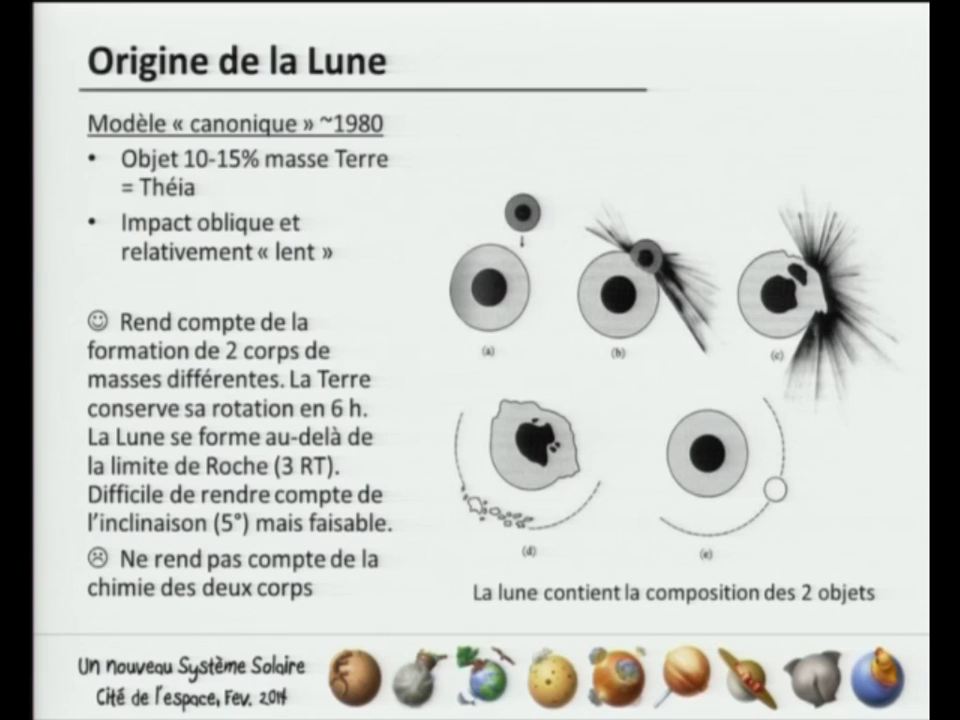 Origine de la Lune
Modèle « canonique » ~1980
• Objet 10-15% masse Terre
= Théia
• Impact oblique et
relativement « lent »
☺ Rend compte de la
formation de 2 corps de
masses différentes. La Terre
conserve sa rotation en 6 h.
La Lune se forme au-delà de
la limite de Roche (3 RT).
Difficile de rendre compte de
l'inclinaison (5°) mais faisable.
☹ Ne rend pas compte de la
chimie des deux corps
(a)
(b)
(c)
(d)
(e)
La lune contient la composition des 2 objets
Un nouveau Système Solaire
Cité de l'espace, Fev. 2014